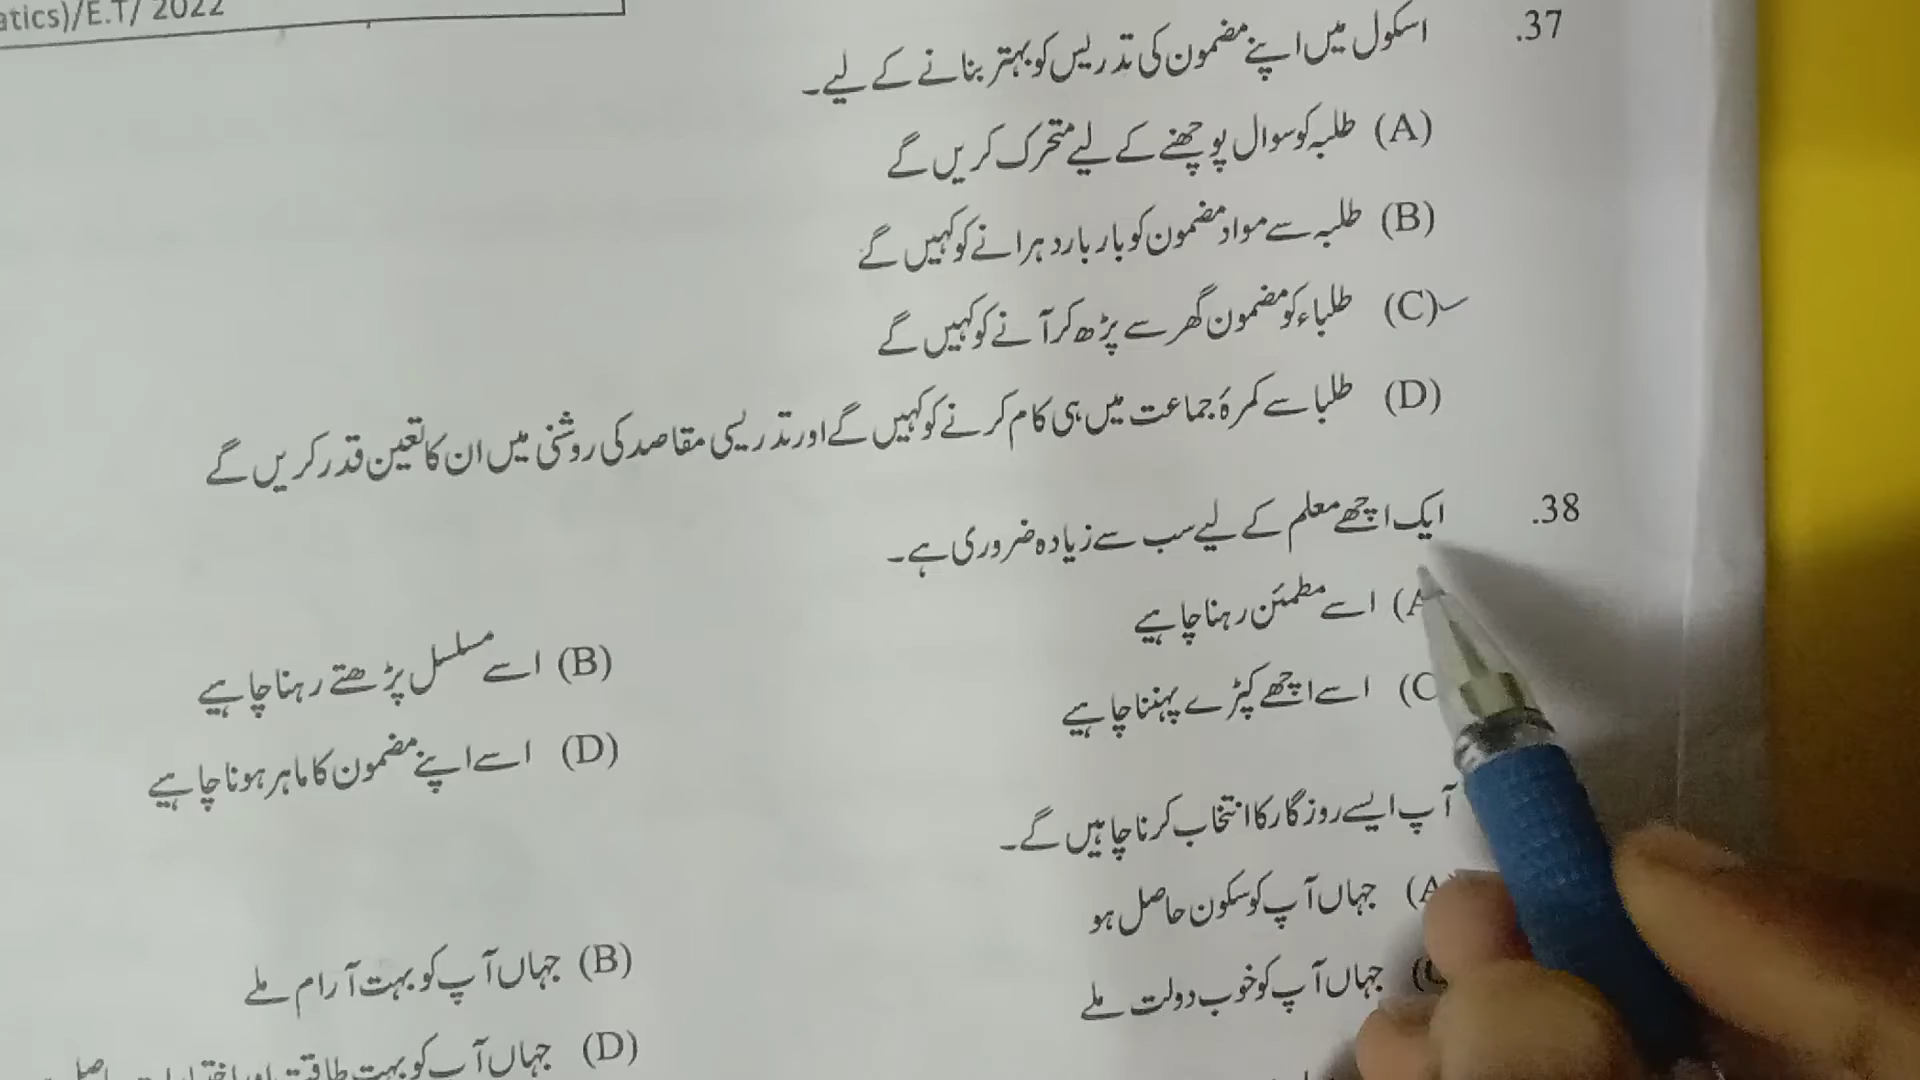 atics)/E.T/ 2022
37. اسکول میں اپنے مضمون کی تدریس کو بہتر بنانے کے لیے۔
(A) طلبہ کو سوال پوچھنے کے لیے متحرک کریں گے
(B) طلبہ سے مواد مضمون کو بار بار دہرانے کو کہیں گے
(C) طلباء کو مضمون گھر سے پڑھ کر آنے کو کہیں گے
(D) طلبا سے کمرۂ جماعت میں ہی کام کرنے کو کہیں گے اور تدریسی مقاصد کی روشنی میں ان کا تعین قدر کریں گے
38. ایک اچھے معلم کے لیے سب سے زیادہ ضروری ہے۔
(A اسے مطمئن رہنا چاہیے
(B) اسے مسلسل پڑھتے رہنا چاہیے
(C اسے اچھے کپڑے پہننا چاہیے
(D) اسے اپنے مضمون کا ماہر ہونا چاہیے
آپ ایسے روزگار کا انتخاب کرنا چاہیں گے۔
(A جہاں آپ کو سکون حاصل ہو
(B) جہاں آپ کو بہت آرام ملے
(C جہاں آپ کو خوب دولت ملے
(D) جہاں آپ کو بہت طاقت اور